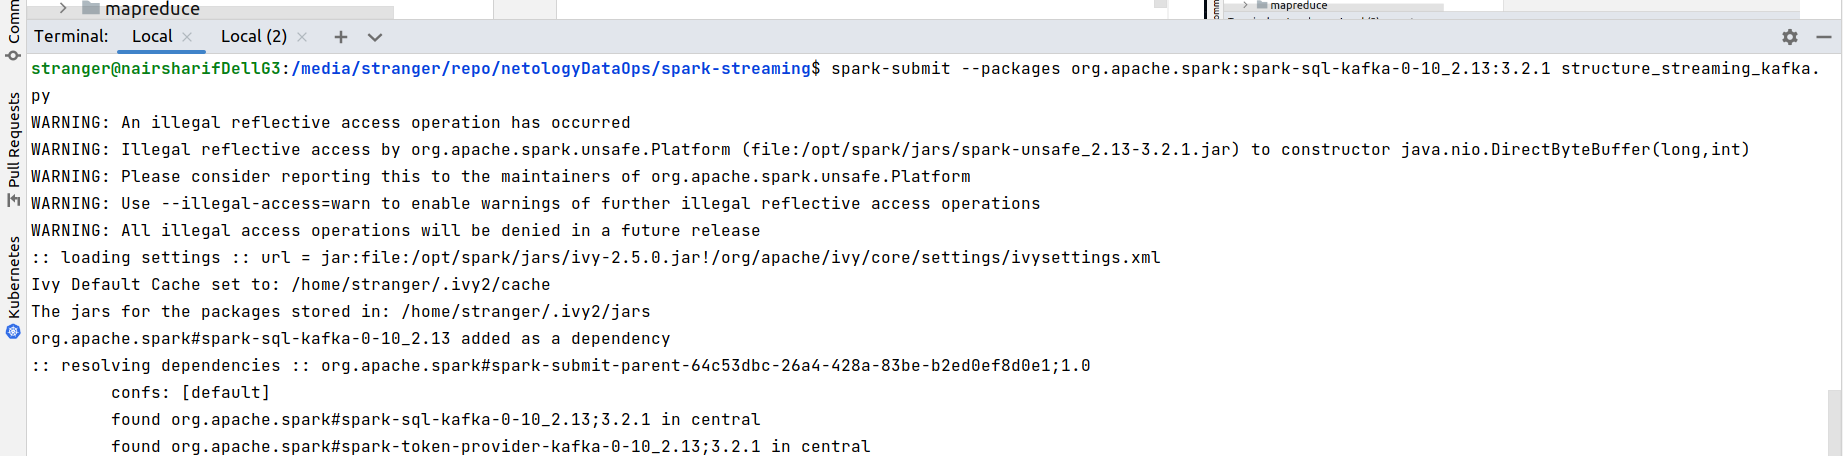 mapreduce
mapreduce
Comm
Terminal: Local Local (2)
stranger@nairsharifDellG3:/media/stranger/repo/netologyDataOps/spark-streaming$ spark-submit --packages org.apache.spark:spark-sql-kafka-0-10_2.13:3.2.1 structure_streaming_kafka.
py
WARNING: An illegal reflective access operation has occurred
WARNING: Illegal reflective access by org.apache.spark.unsafe.Platform (file:/opt/spark/jars/spark-unsafe_2.13-3.2.1.jar) to constructor java.nio.DirectByteBuffer(long,int)
WARNING: Please consider reporting this to the maintainers of org.apache.spark.unsafe.Platform
WARNING: Use --illegal-access=warn to enable warnings of further illegal reflective access operations
WARNING: All illegal access operations will be denied in a future release
:: loading settings :: url = jar:file:/opt/spark/jars/ivy-2.5.0.jar!/org/apache/ivy/core/settings/ivysettings.xml
Ivy Default Cache set to: /home/stranger/.ivy2/cache
The jars for the packages stored in: /home/stranger/.ivy2/jars
org.apache.spark#spark-sql-kafka-0-10_2.13 added as a dependency
:: resolving dependencies :: org.apache.spark#spark-submit-parent-64c53dbc-26a4-428a-83be-b2ed0ef8d0e1;1.0
confs: [default]
found org.apache.spark#spark-sql-kafka-0-10_2.13;3.2.1 in central
found org.apache.spark#spark-token-provider-kafka-0-10_2.13;3.2.1 in central
Pull Requests
Kubernetes